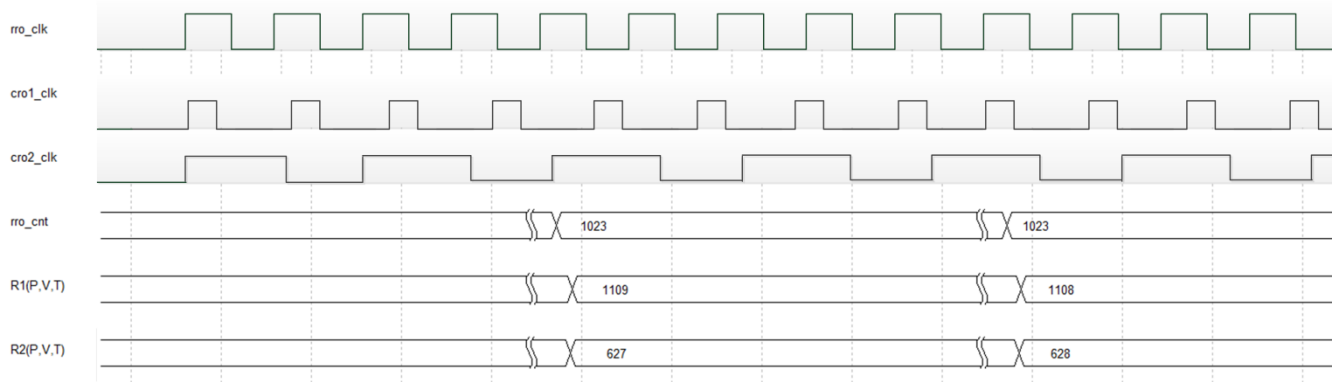 rro_clk
cro1_clk
cro2_clk
rro_cnt 1023 1023
R1(P,V,T) 1109 1108
R2(P,V,T) 627 628